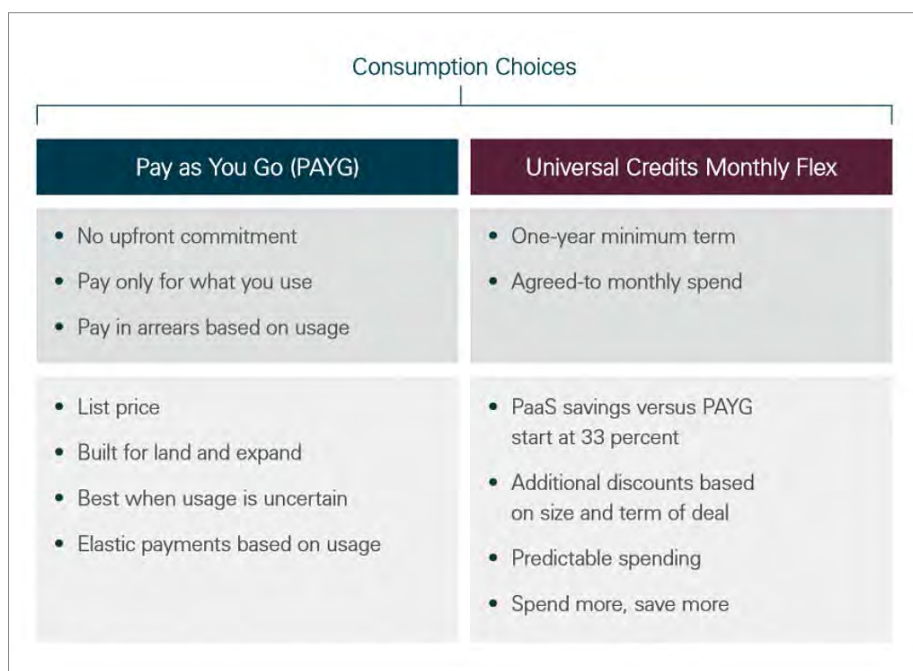 Consumption Choices
Pay as You Go (PAYG)
• No upfront commitment
• Pay only for what you use
• Pay in arrears based on usage
• List price
• Built for land and expand
• Best when usage is uncertain
• Elastic payments based on usage
Universal Credits Monthly Flex
• One-year minimum term
• Agreed-to monthly spend
• PaaS savings versus PAYG
start at 33 percent
• Additional discounts based
on size and term of deal
• Predictable spending
• Spend more, save more